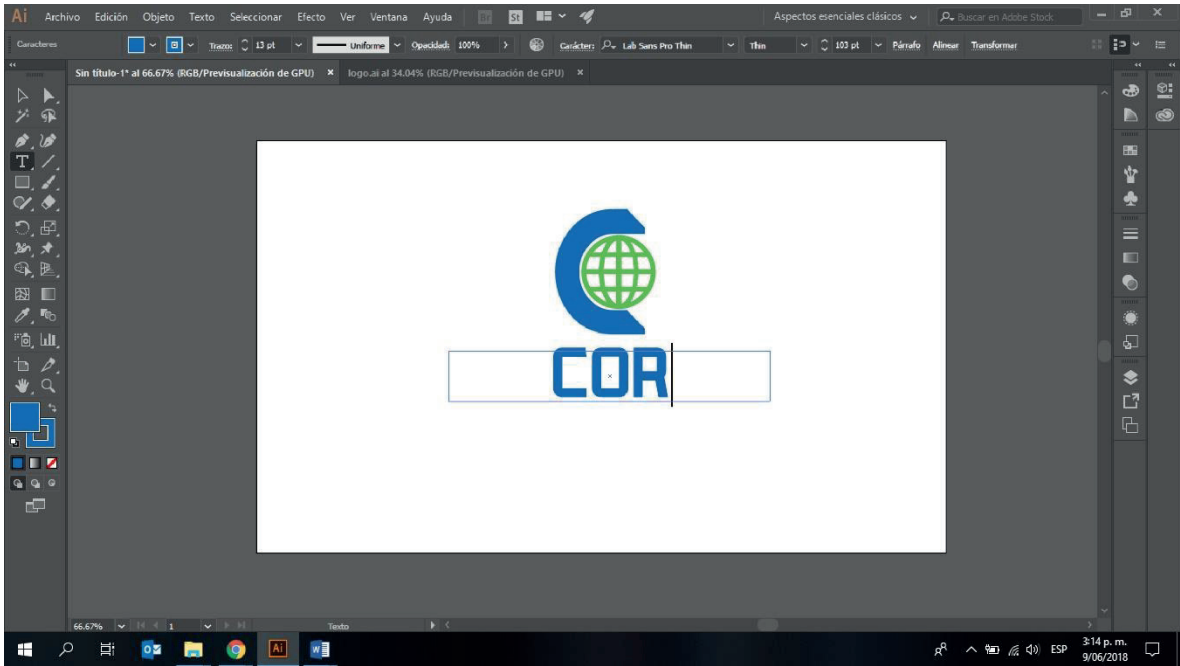 Ai Archivo Edición Objeto Texto Seleccionar Efecto Ver Ventana Ayuda Br St Aspectos esenciales clásicos Buscar en Adobe Stock
Caracteres Trazo: 13 pt Uniforme Opacidad: 100% Carácter: Lab Sans Pro Thin Thin 103 pt Párrafo Alinear Transformar
Sin título-1* al 66.67% (RGB/Previsualización de GPU) × logo.ai al 34.04% (RGB/Previsualización de GPU) ×
COR
66.67% 1 Texto
Ai ESP 3:14 p. m.
9/06/2018